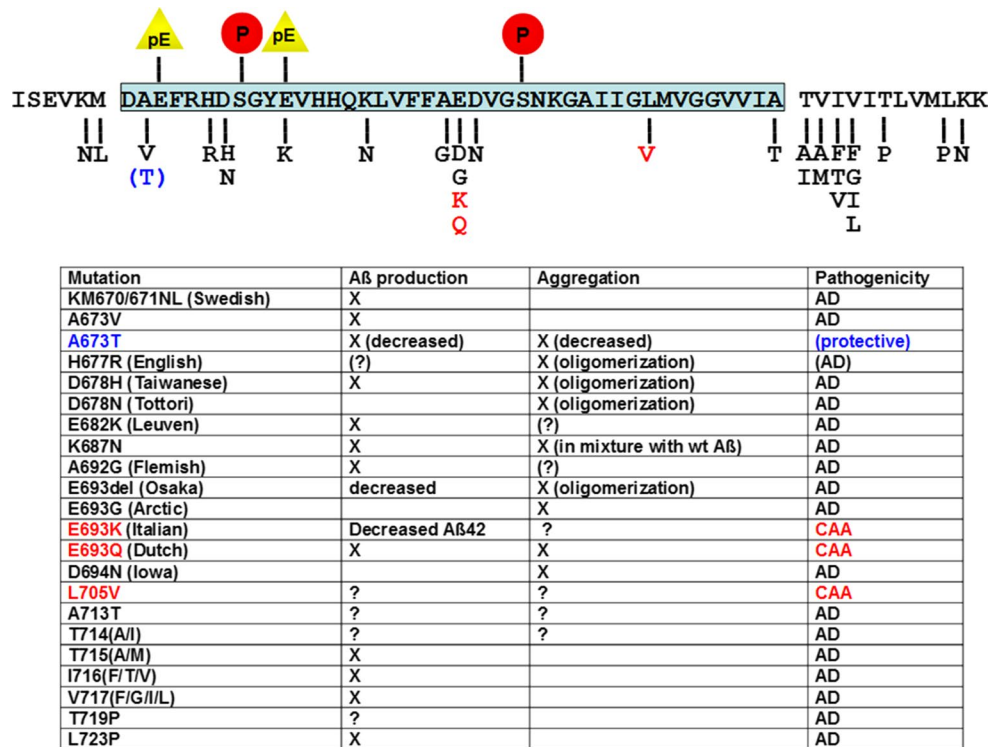 pE P pE P
ISEVKM DAEFRHDSGYEVHHQKLVFFAEDVGSNKGAIIGLMVGGVVIA TVIVITLVMLKK
NL V RH K N GDN V T AAFF P PN
(T) N G IMTG
K VI
Q L
Mutation Aß production Aggregation Pathogenicity
KM670/671NL (Swedish) X AD
A673V X AD
A673T X (decreased) X (decreased) (protective)
H677R (English) (?) X (oligomerization) (AD)
D678H (Taiwanese) X X (oligomerization) AD
D678N (Tottori) X (oligomerization) AD
E682K (Leuven) X (?) AD
K687N X X (in mixture with wt Aß) AD
A692G (Flemish) X (?) AD
E693del (Osaka) decreased X (oligomerization) AD
E693G (Arctic) X AD
E693K (Italian) Decreased Aß42 ? CAA
E693Q (Dutch) X X CAA
D694N (Iowa) X AD
L705V ? ? CAA
A713T ? ? AD
T714(A/I) ? ? AD
T715(A/M) X AD
I716(F/T/V) X AD
V717(F/G/I/L) X AD
T719P ? AD
L723P X AD